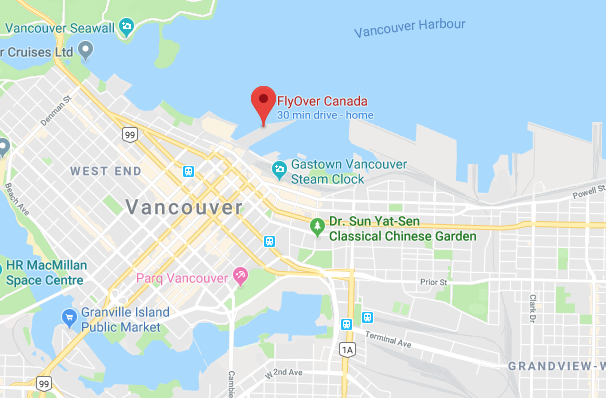 Vancouver Harbour
Vancouver Seawall
r Cruises Ltd
FlyOver Canada
30 min drive - home
Denman St
99
Gastown Vancouver
Steam Clock
WEST END
Powell St
Beach Ave
Vancouver
Dr. Sun Yat-Sen
Classical Chinese Garden
HR MacMillan
Space Centre
Parq Vancouver
Prior St
Granville Island
Public Market
Clark Dr
Terminal Ave
1A
GRANDVIEW-W
99
Cambie
W 2nd Ave